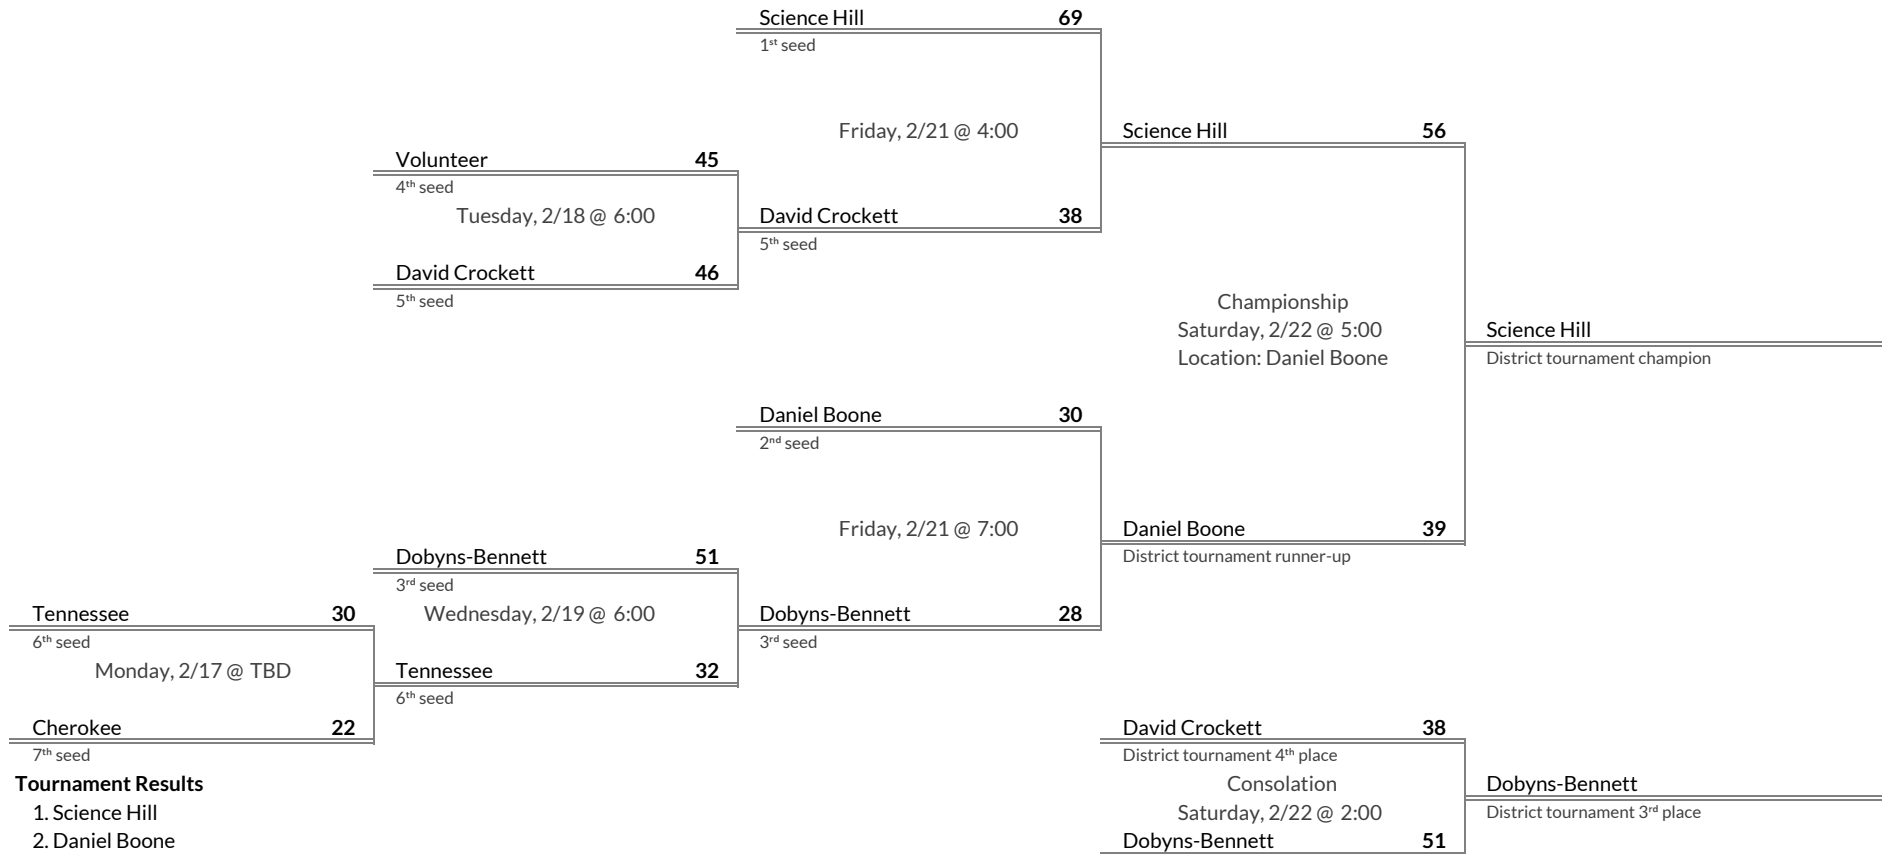 Science Hill 69
1st seed
Friday, 2/21 @ 4:00
Science Hill 56
Volunteer 45
4th seed
Tuesday, 2/18 @ 6:00
David Crockett 38
5th seed
David Crockett 46
5th seed
Championship
Saturday, 2/22 @ 5:00
Location: Daniel Boone
Science Hill
District tournament champion
Daniel Boone 30
2nd seed
Friday, 2/21 @ 7:00
Daniel Boone 39
District tournament runner-up
Dobyns-Bennett 51
3rd seed
Wednesday, 2/19 @ 6:00
Dobyns-Bennett 28
3rd seed
Tennessee 30
6th seed
Monday, 2/17 @ TBD
Tennessee 32
6th seed
Cherokee 22
7th seed
David Crockett 38
District tournament 4th place
Consolation
Saturday, 2/22 @ 2:00
Dobyns-Bennett 51
Dobyns-Bennett
District tournament 3rd place
Tournament Results
1. Science Hill
2. Daniel Boone